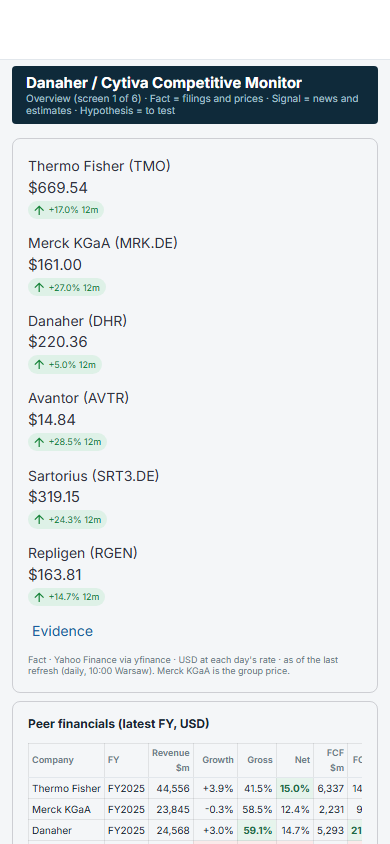 Danaher / Cytiva Competitive Monitor
Overview (screen 1 of 6) · Fact = filings and prices · Signal = news and
estimates · Hypothesis = to test
Thermo Fisher (TMO)
$669.54
↑ +17.0% 12m
Merck KGaA (MRK.DE)
$161.00
↑ +27.0% 12m
Danaher (DHR)
$220.36
↑ +5.0% 12m
Avantor (AVTR)
$14.84
↑ +28.5% 12m
Sartorius (SRT3.DE)
$319.15
↑ +24.3% 12m
Repligen (RGEN)
$163.81
↑ +14.7% 12m
Evidence
Fact · Yahoo Finance via yfinance · USD at each day's rate · as of the last
refresh (daily, 10:00 Warsaw). Merck KGaA is the group price.
Peer financials (latest FY, USD)
Company FY Revenue $m Growth Gross Net FCF $m FC
Thermo Fisher FY2025 44,556 +3.9% 41.5% 15.0% 6,337 14
Merck KGaA FY2025 23,845 -0.3% 58.5% 12.4% 2,231 9
Danaher FY2025 24,568 +3.0% 59.1% 14.7% 5,293 21